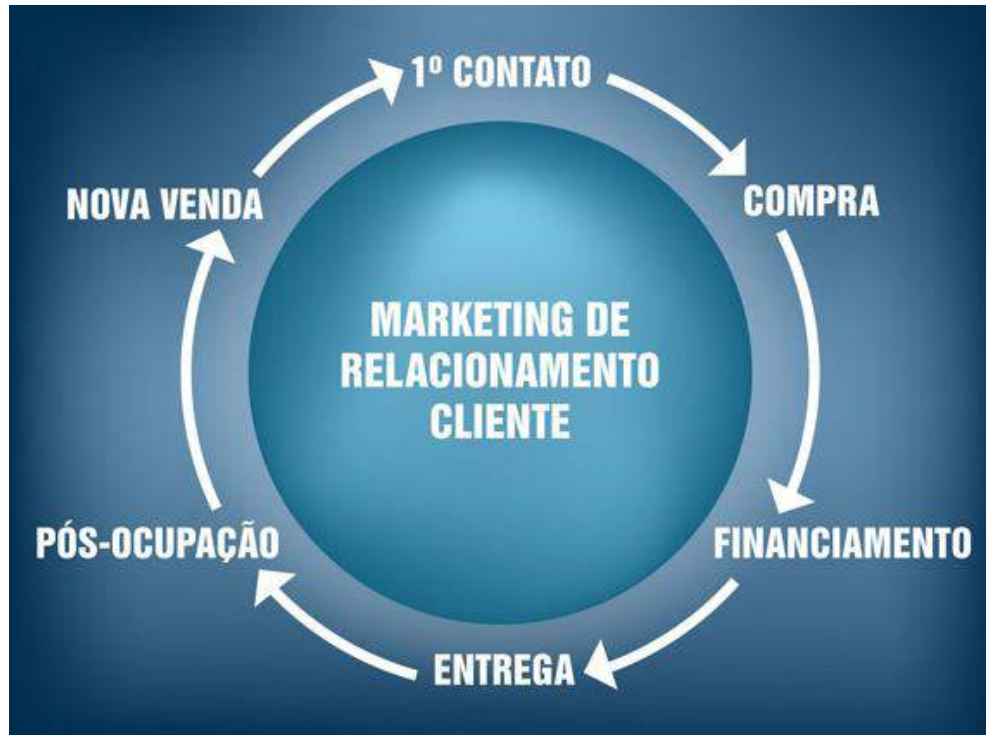 1º CONTATO
COMPRA
FINANCIAMENTO
ENTREGA
PÓS-OCUPAÇÃO
NOVA VENDA
MARKETING DE
RELACIONAMENTO
CLIENTE